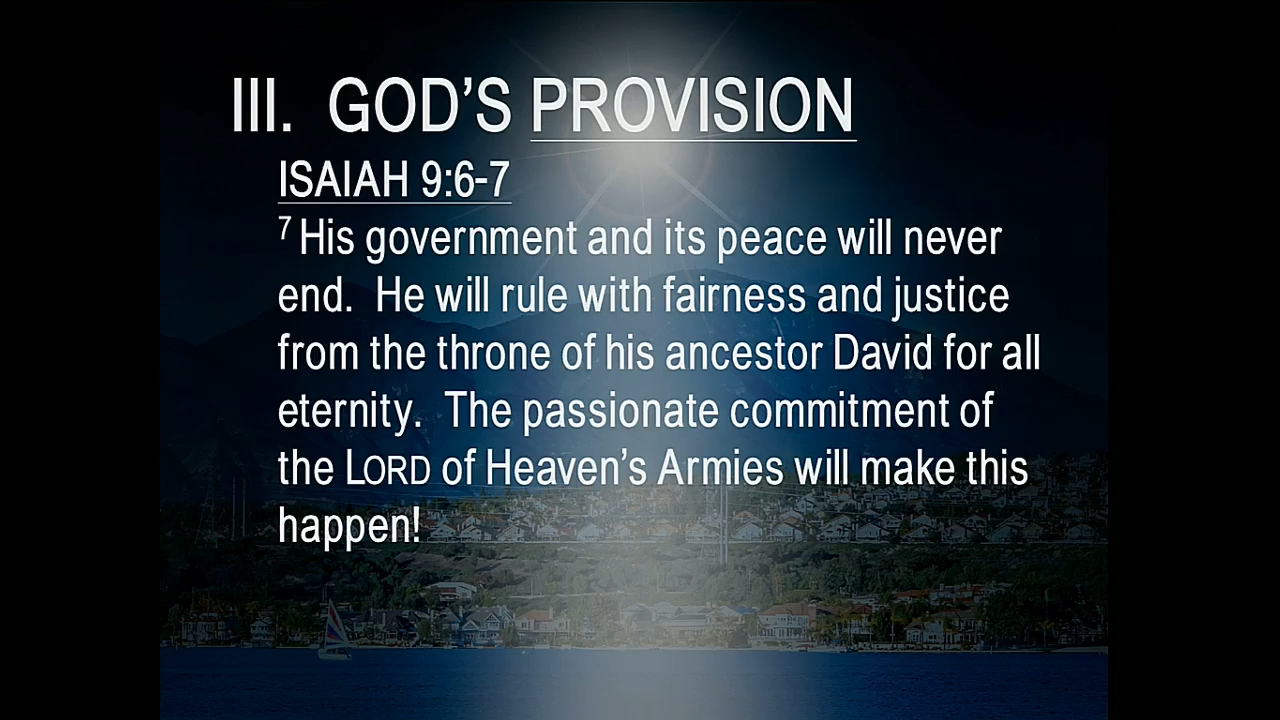 III. GOD’S PROVISION
ISAIAH 9:6-7
7 His government and its peace will never
end. He will rule with fairness and justice
from the throne of his ancestor David for all
eternity. The passionate commitment of
the LORD of Heaven’s Armies will make this
happen!